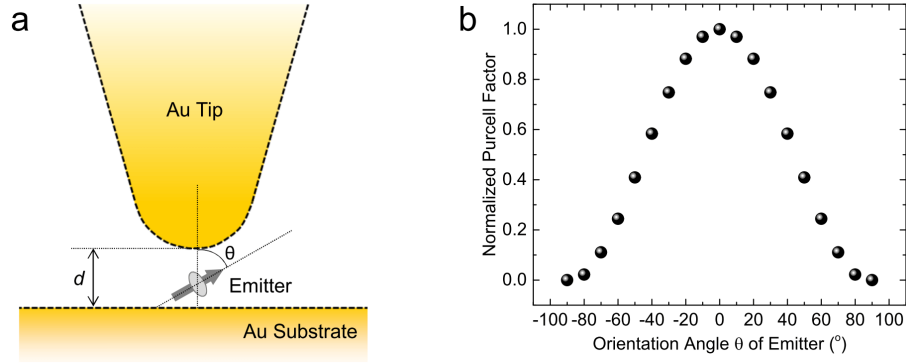 a
Au Tip
θ
d
Emitter
Au Substrate
b
Normalized Purcell Factor
1.0
0.8
0.6
0.4
0.2
0.0
-100 -80 -60 -40 -20 0 20 40 60 80 100
Orientation Angle θ of Emitter (°)